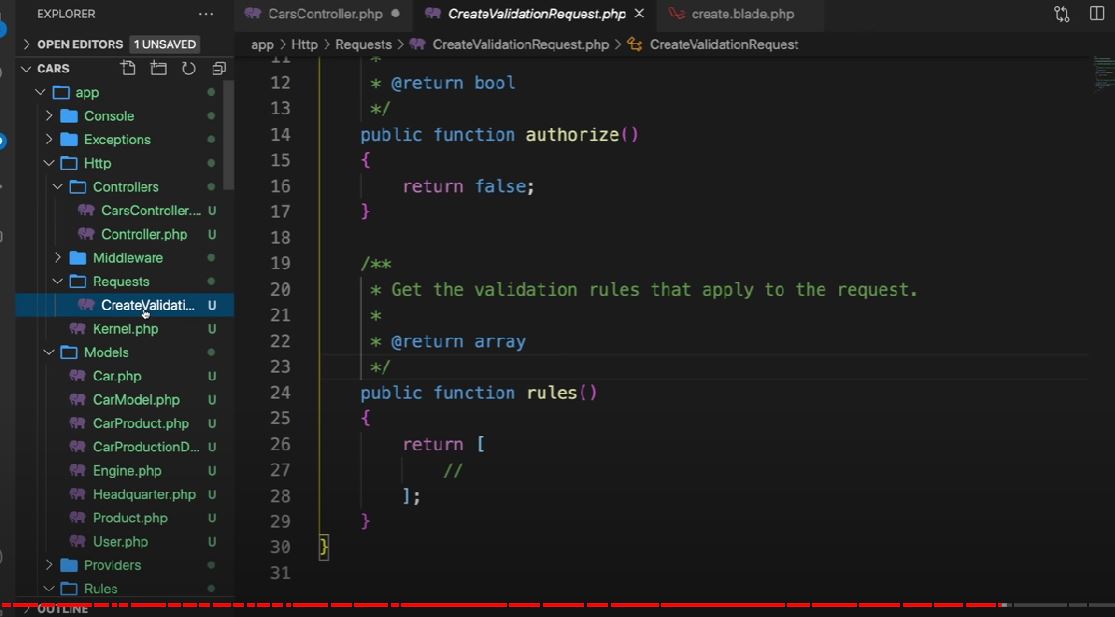 EXPLORER ...
OPEN EDITORS 1 UNSAVED
CARS
app
Console
Exceptions
Http
Controllers
CarsController.... U
Controller.php U
Middleware
Requests
CreateValidati... U
Kernel.php U
Models
Car.php U
CarModel.php U
CarProduct.php U
CarProductionD... U
Engine.php U
Headquarter.php U
Product.php U
User.php U
Providers
Rules
OUTLINE
CarsController.php CreateValidationRequest.php create.blade.php
app > Http > Requests > CreateValidationRequest.php > CreateValidationRequest
11 *
12 * @return bool
13 */
14 public function authorize()
15 {
16 return false;
17 }
18
19 /**
20 * Get the validation rules that apply to the request.
21 *
22 * @return array
23 */
24 public function rules()
25 {
26 return [
27 //
28 ];
29 }
30 }
31